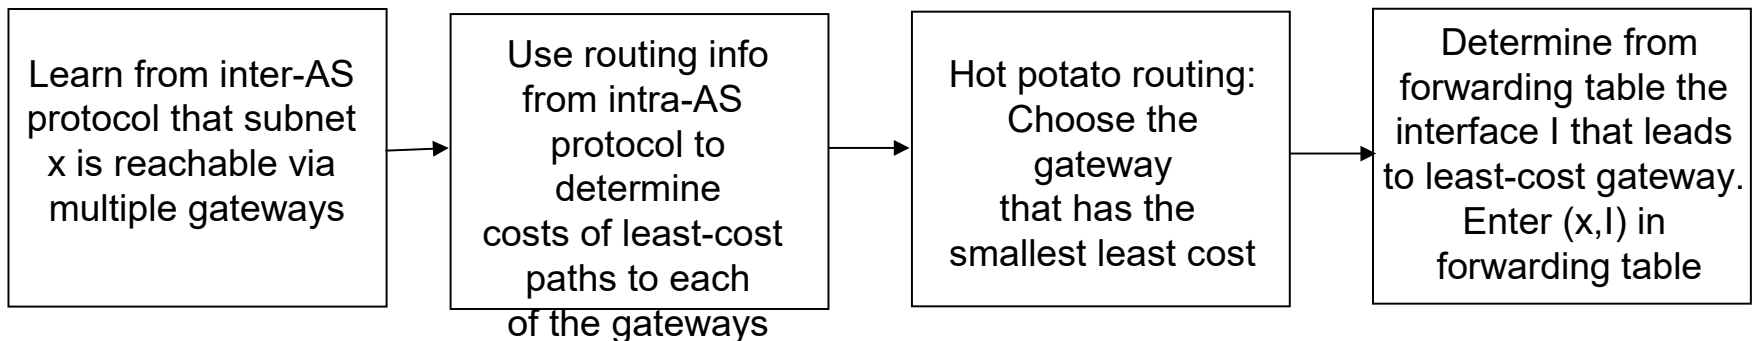 Learn from inter-AS
protocol that subnet
x is reachable via
multiple gateways
Use routing info
from intra-AS
protocol to
determine
costs of least-cost
paths to each
of the gateways
Hot potato routing:
Choose the
gateway
that has the
smallest least cost
Determine from
forwarding table the
interface I that leads
to least-cost gateway.
Enter (x,I) in
forwarding table